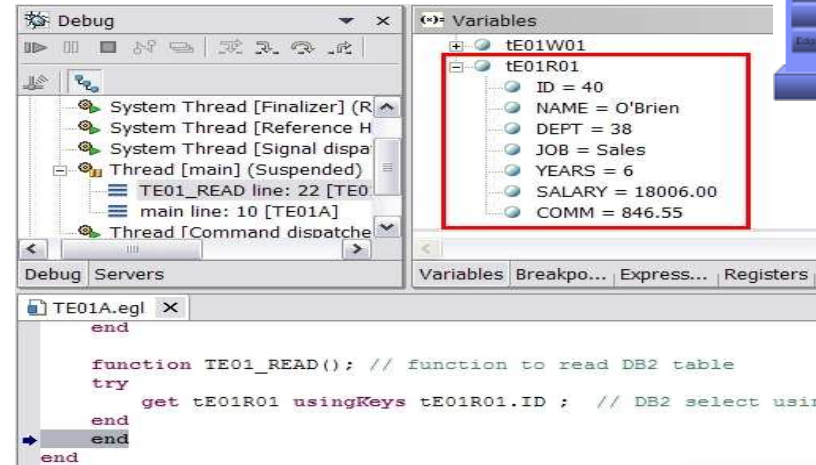 Debug
Variables
tE01W01
tE01R01
ID = 40
NAME = O'Brien
DEPT = 38
JOB = Sales
YEARS = 6
SALARY = 18006.00
COMM = 846.55
System Thread [Finalizer] (R
System Thread [Reference H
System Thread [Signal dispa
Thread [main] (Suspended)
TE01_READ line: 22 [TE0
main line: 10 [TE01A]
Thread [Command dispatche
Debug Servers
Variables Breakpo... Express... Registers
TE01A.egl
end
function TE01_READ(); // function to read DB2 table
try
get tE01R01 usingKeys tE01R01.ID ; // DB2 select usin
end
end
end